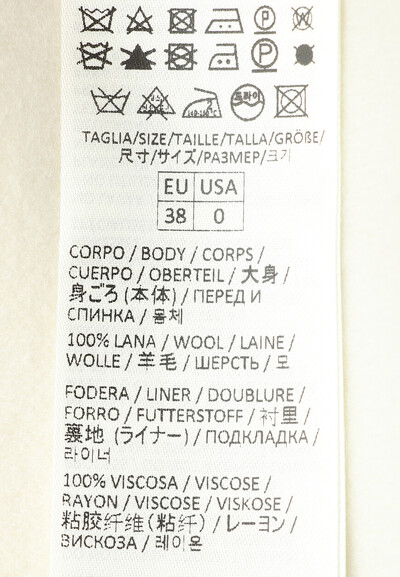 TAGLIA/SIZE/TAILLE/TALLA/GRÖßE/
尺寸/サイズ/РАЗМЕР/크기
EU USA
38 0
CORPO / BODY / CORPS /
CUERPO / OBERTEIL / 大身 /
身ごろ (本体) / ПЕРЕД И
СПИНКА / 몸체
100% LANA / WOOL / LAINE /
WOLLE / 羊毛 / ШЕРСТЬ / 모
FODERA / LINER / DOUBLURE /
FORRO / FUTTERSTOFF / 衬里 /
裏地 (ライナー) / ПОДКЛАДКА /
라이너
100% VISCOSA / VISCOSE /
RAYON / VISCOSE / VISKOSE /
粘胶纤维 (粘纤) / レーヨン /
ВИСКОЗА / 레이온